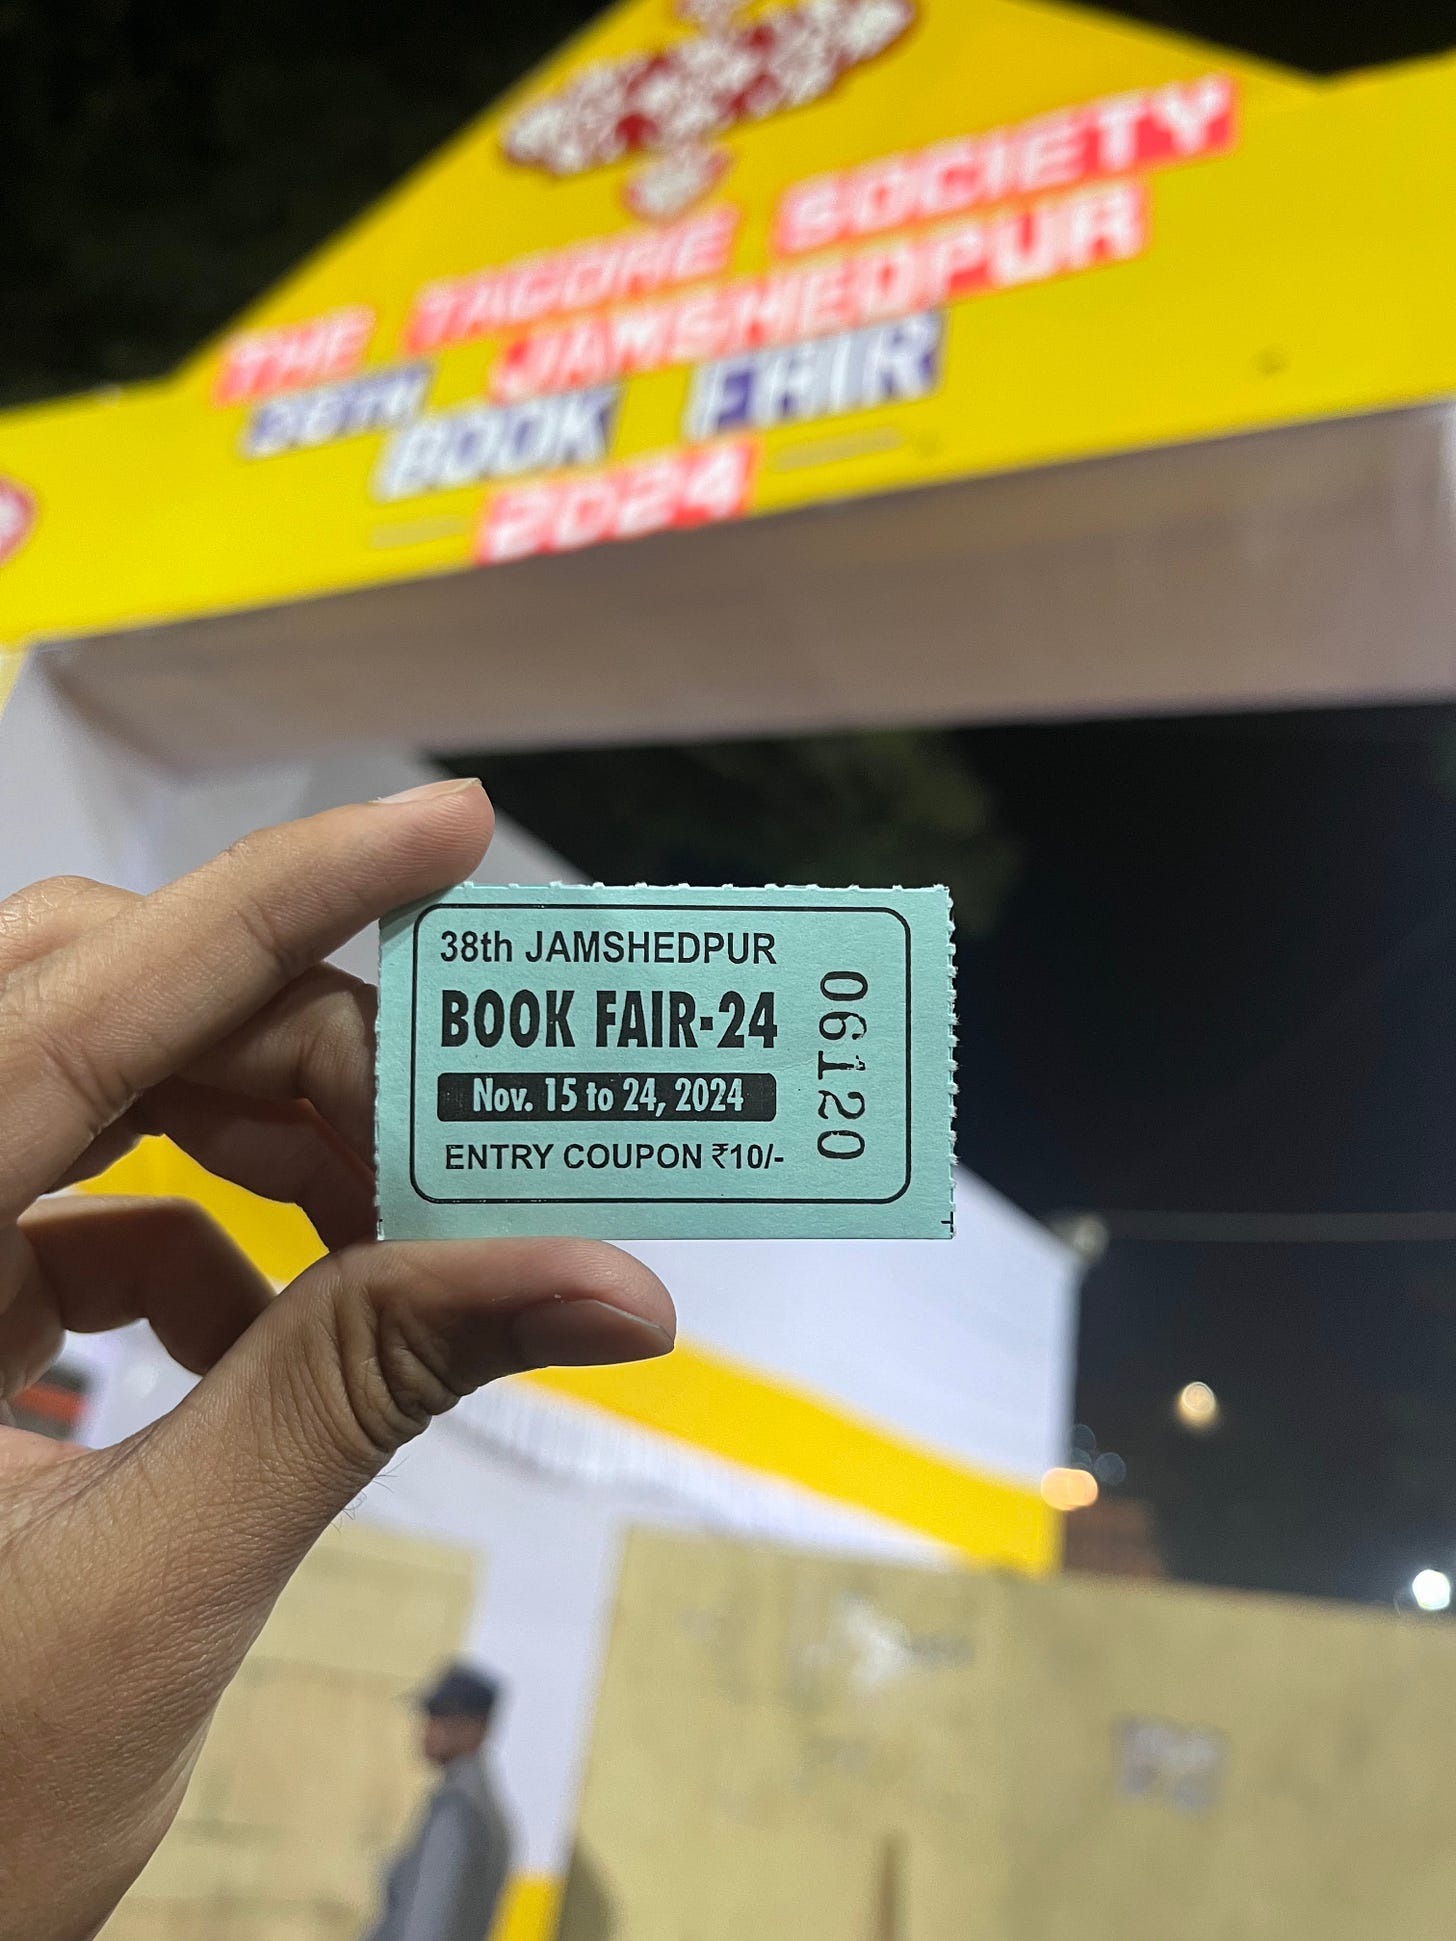 THE TAGORE SOCIETY
JAMSHEDPUR
38TH BOOK FAIR
2024
38th JAMSHEDPUR
BOOK FAIR-24
Nov. 15 to 24, 2024
ENTRY COUPON ₹10/-
06120